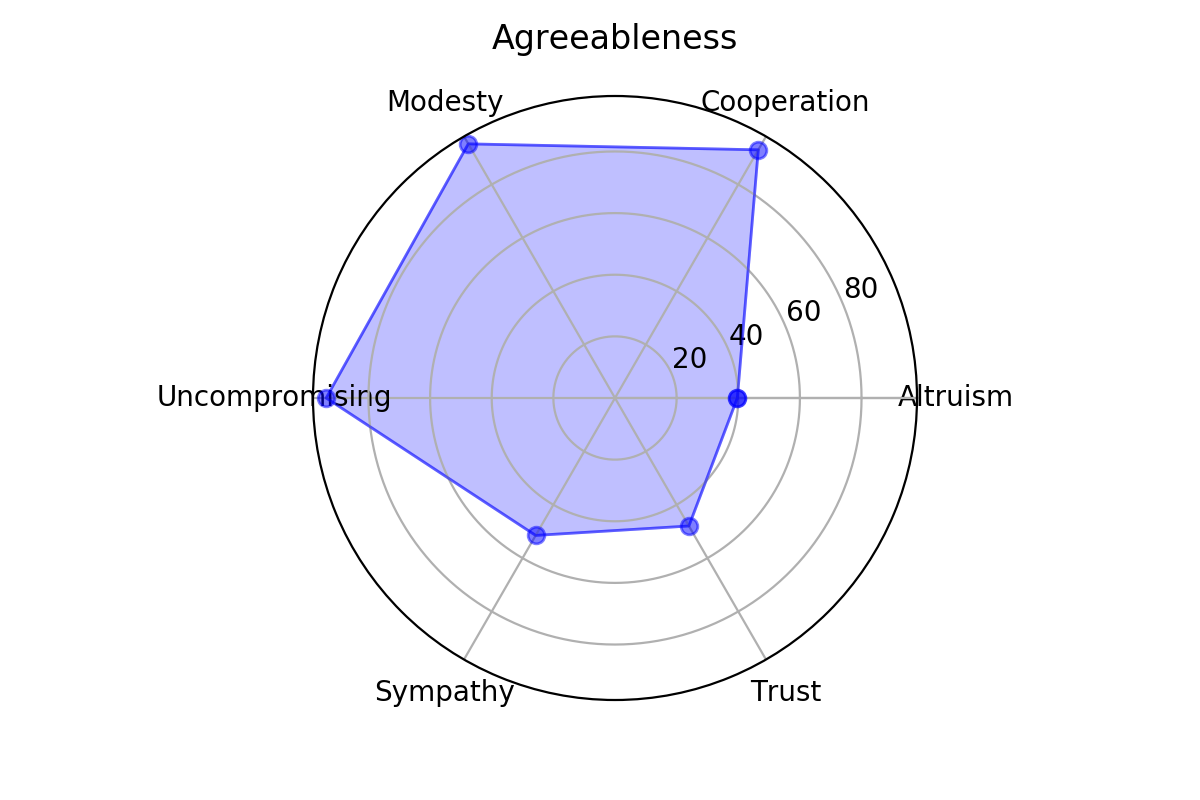 Agreeableness
Modesty
Cooperation
80
60
40
20
Uncompromising
Altruism
Sympathy
Trust